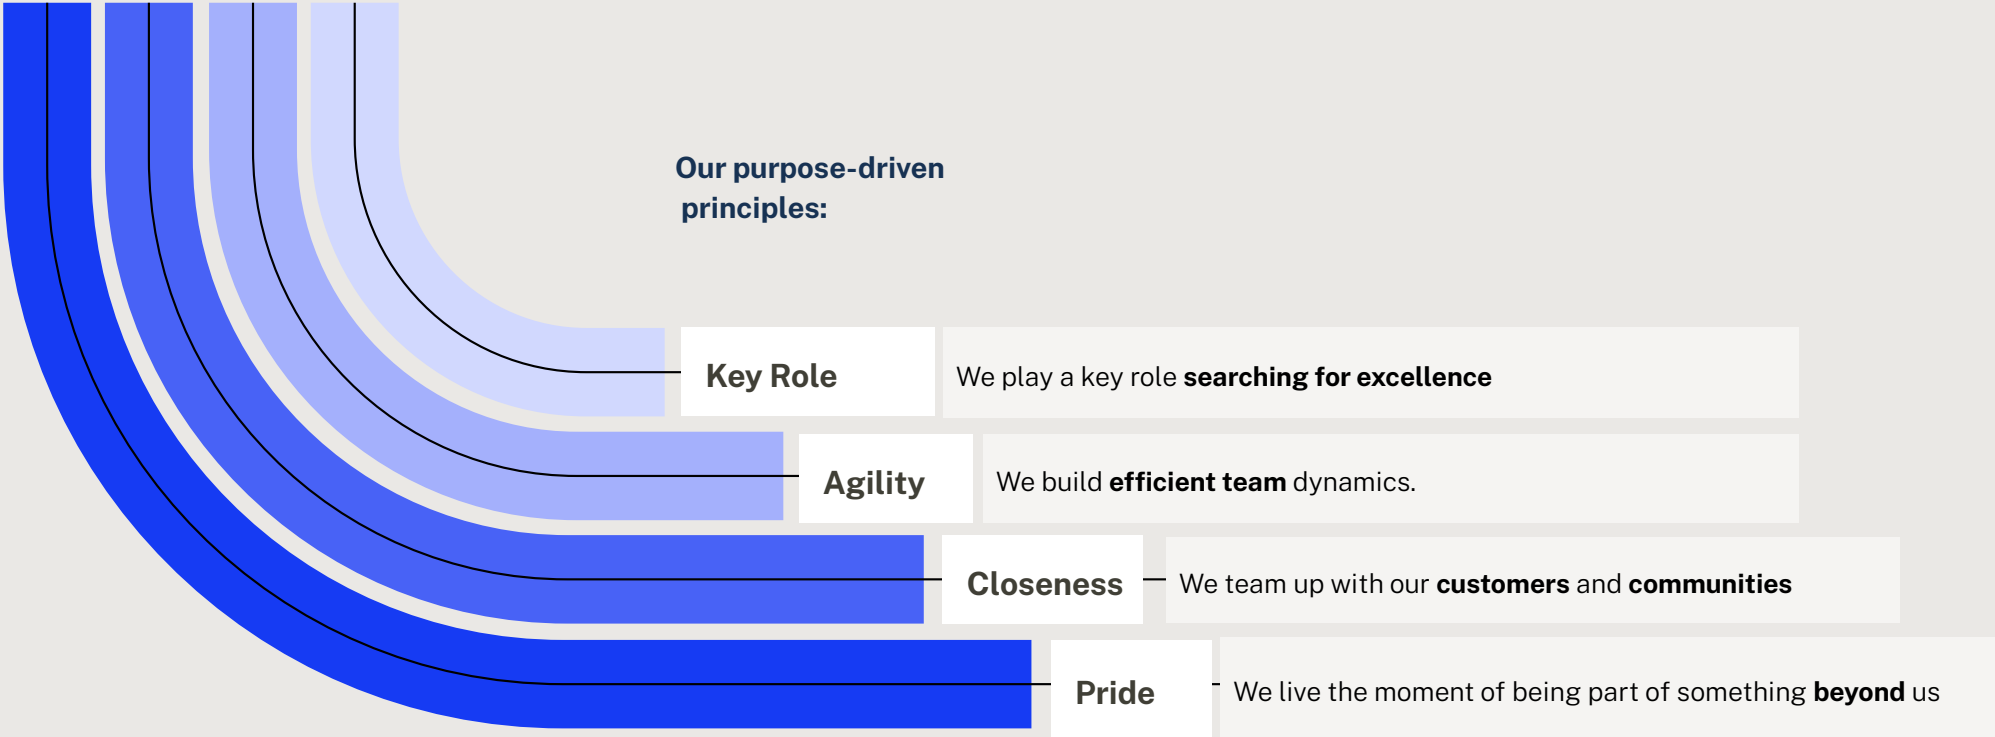 Our purpose-driven
principles:
Key Role
We play a key role searching for excellence
Agility
We build efficient team dynamics.
Closeness
We team up with our customers and communities
Pride
We live the moment of being part of something beyond us